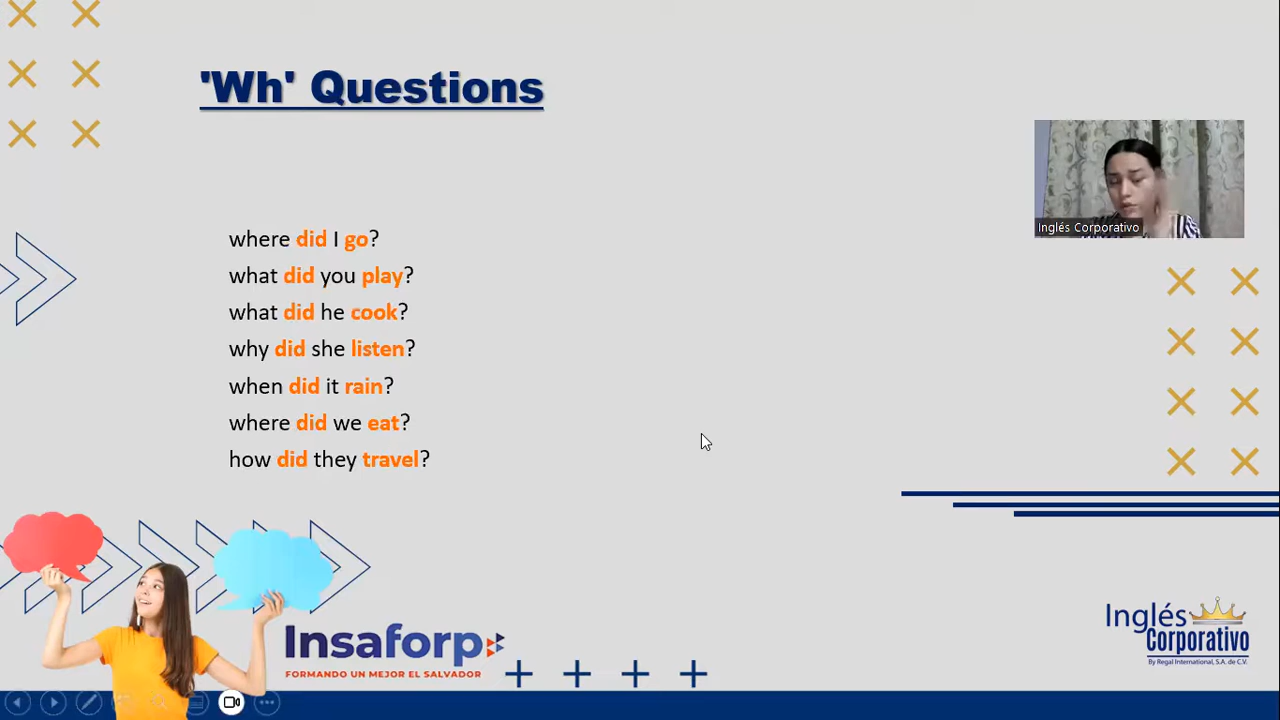 'Wh' Questions
Inglés Corporativo
where did I go?
what did you play?
what did he cook?
why did she listen?
when did it rain?
where did we eat?
how did they travel?
Insaforp
FORMANDO UN MEJOR EL SALVADOR
Inglés
Corporativo
By Regal International, S.A. de C.V.